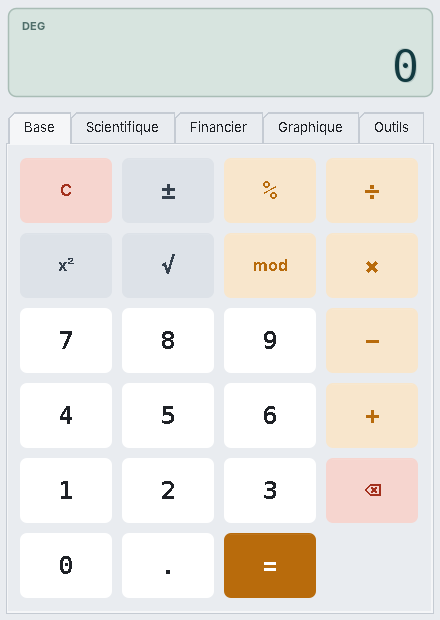 DEG
0
Base Scientifique Financier Graphique Outils
C ± % ÷
x² √ mod ×
7 8 9 −
4 5 6 +
1 2 3 ⌫
0 . =